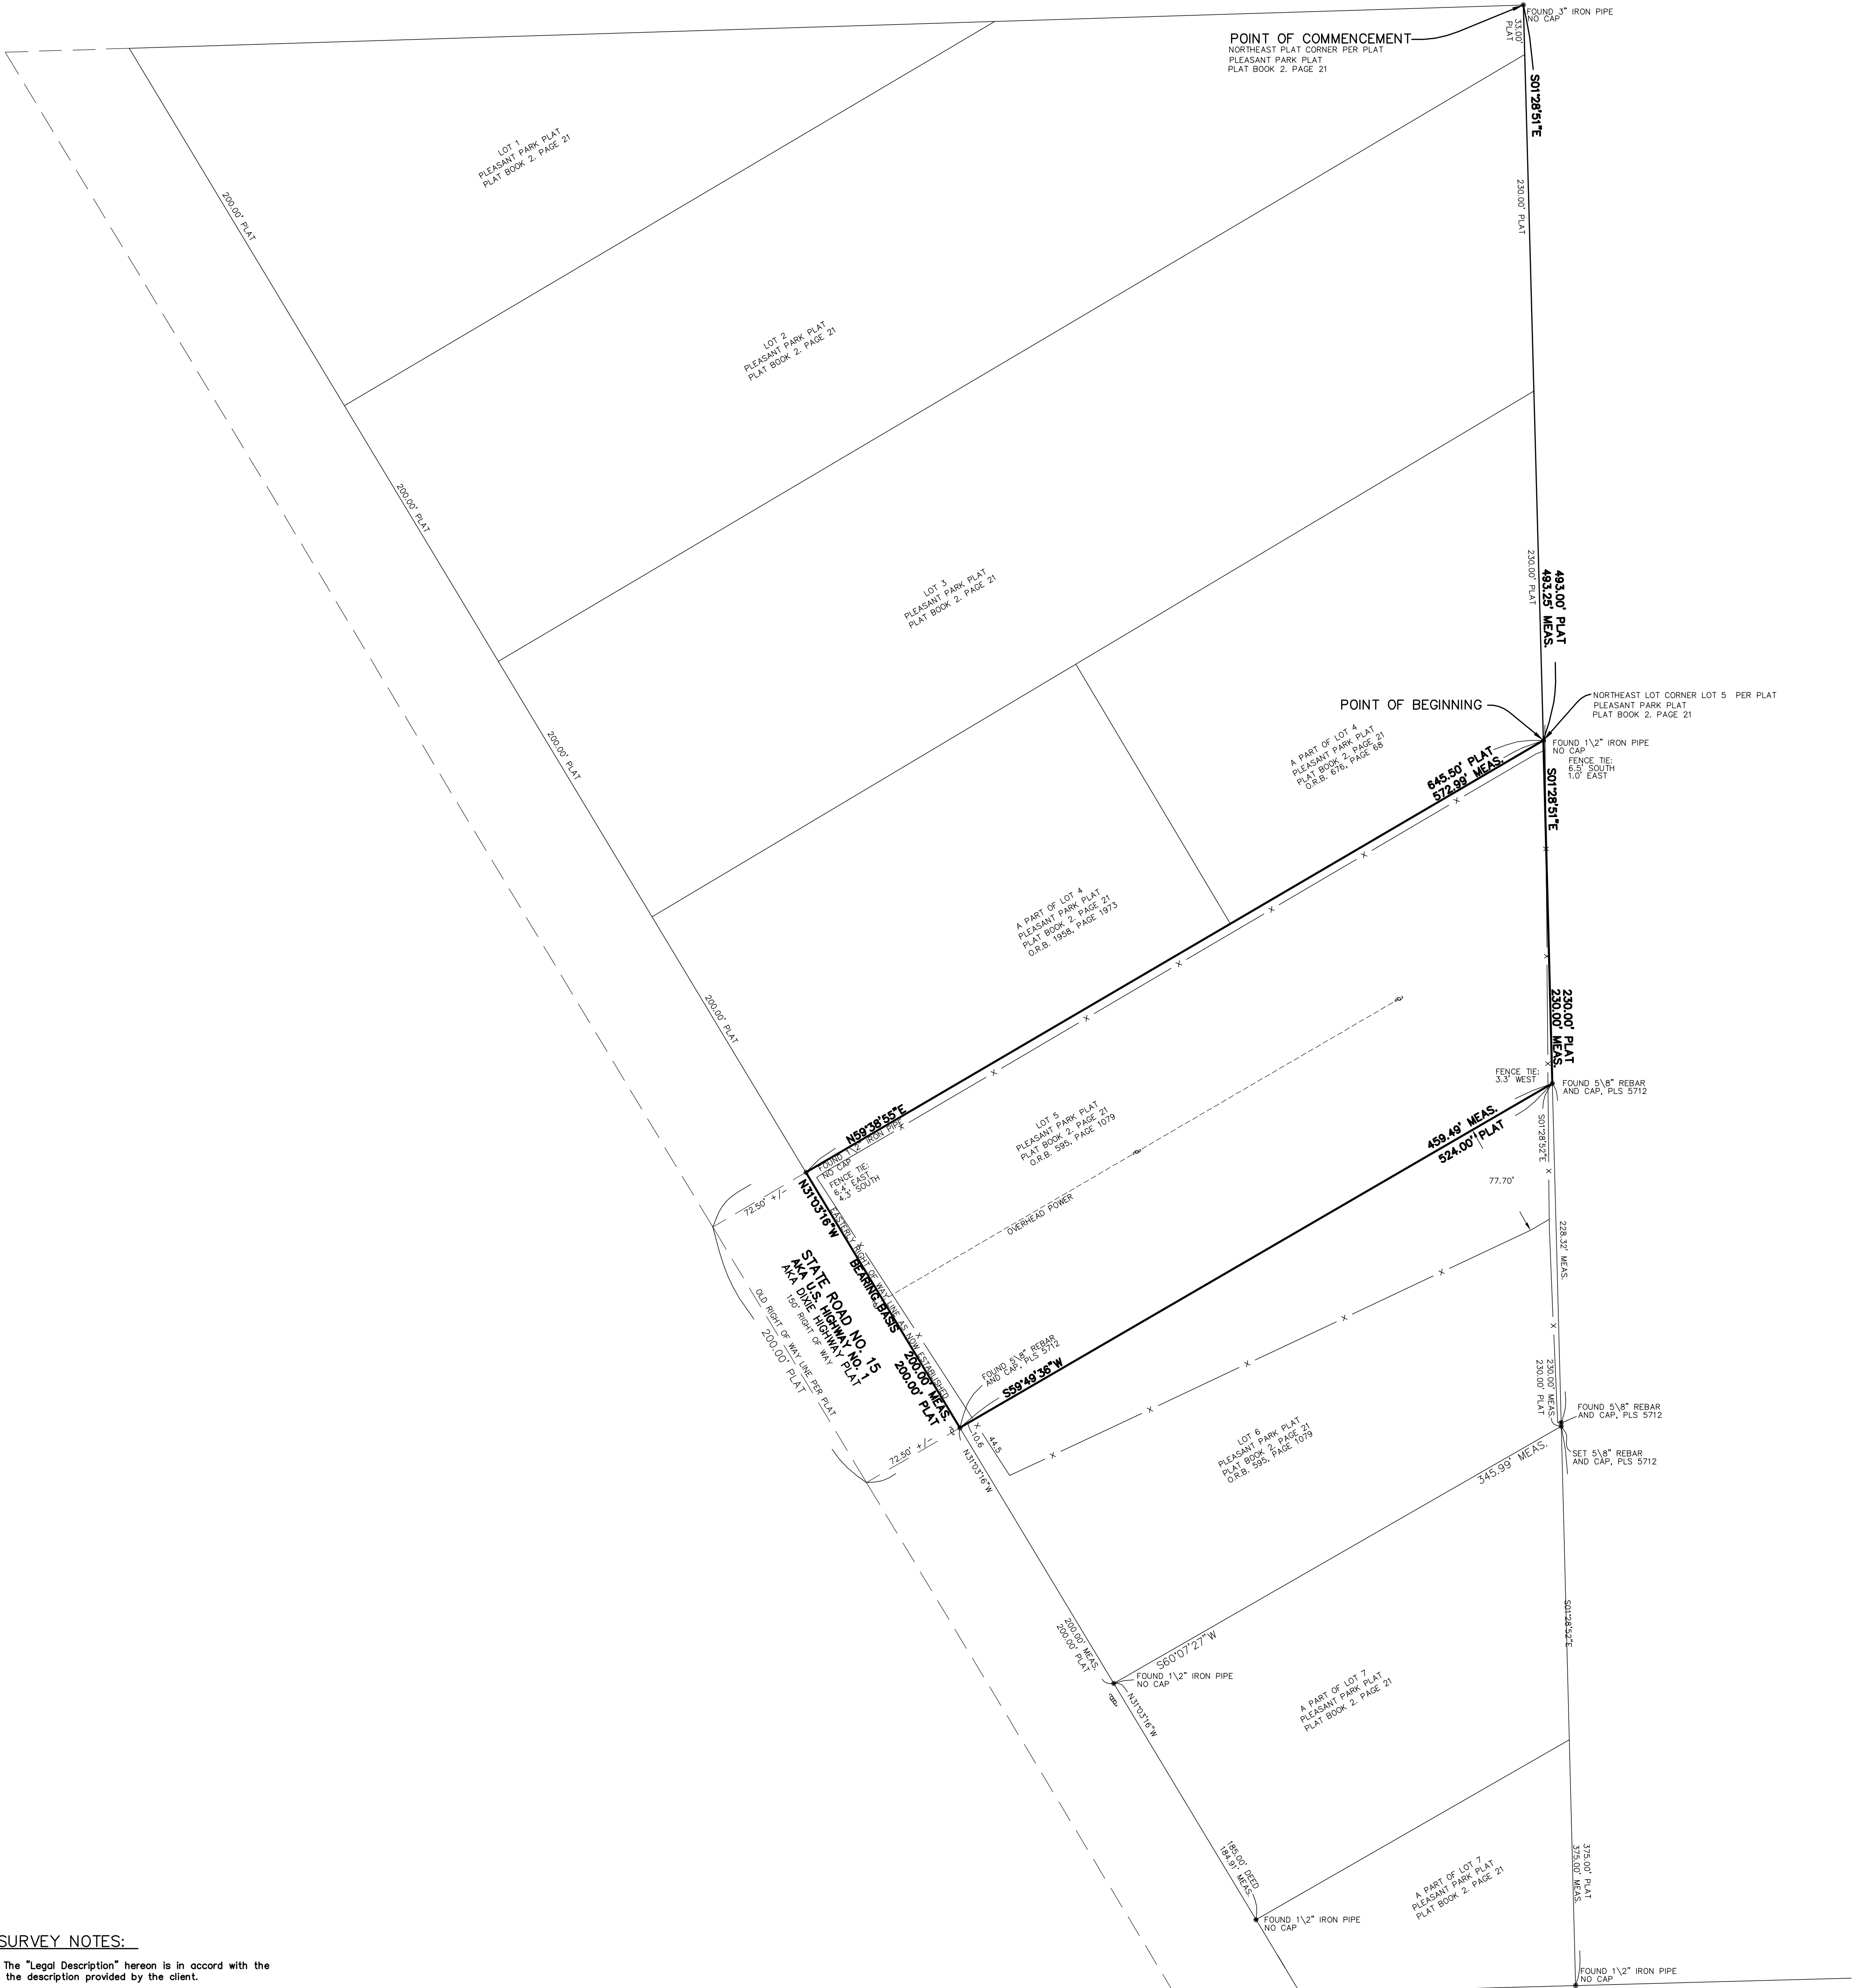 FOUND 3" IRON PIPE
NO CAP
33.00'
PLAT
POINT OF COMMENCEMENT
NORTHEAST PLAT CORNER PER PLAT
PLEASANT PARK PLAT
PLAT BOOK 2. PAGE 21
S01°28'51"E
LOT 1
PLEASANT PARK PLAT
PLAT BOOK 2. PAGE 21
200.00' PLAT
230.00' PLAT
LOT 2
PLEASANT PARK PLAT
PLAT BOOK 2. PAGE 21
200.00' PLAT
230.00' PLAT
493.00' PLAT
493.25' MEAS.
LOT 3
PLEASANT PARK PLAT
PLAT BOOK 2. PAGE 21
200.00' PLAT
POINT OF BEGINNING
NORTHEAST LOT CORNER LOT 5 PER PLAT
PLEASANT PARK PLAT
PLAT BOOK 2. PAGE 21
A PART OF LOT 4
PLEASANT PARK PLAT
PLAT BOOK 2, PAGE 21
O.R.B. 676, PAGE 68
FOUND 1\2" IRON PIPE
NO CAP
FENCE TIE:
6.5' SOUTH
1.0' EAST
645.50' PLAT
572.99' MEAS.
S01°28'51"E
A PART OF LOT 4
PLEASANT PARK PLAT
PLAT BOOK 2. PAGE 21
O.R.B. 1958, PAGE 1973
200.00' PLAT
230.00' PLAT
230.00' MEAS.
FENCE TIE:
3.3' WEST
FOUND 5\8" REBAR
AND CAP, PLS 5712
N59°38'55"E
FOUND 1\2" IRON PIPE
NO CAP
FENCE TIE:
6.4' EAST
4.3' SOUTH
LOT 5
PLEASANT PARK PLAT
PLAT BOOK 2. PAGE 21
O.R.B. 595, PAGE 1079
459.49' MEAS.
524.00' PLAT
S01°28'52"E
77.70'
72.50' +/-
N31°03'16"W
OVERHEAD POWER
EASTERLY RIGHT OF WAY LINE AS NOW ESTABLISHED
BEARING BASIS
200.00' MEAS.
200.00' PLAT
STATE ROAD NO. 15
AKA U.S. HIGHWAY NO. 1
AKA DIXIE HIGHWAY PLAT
150' RIGHT OF WAY
OLD RIGHT OF WAY LINE PER PLAT
200.00' PLAT
228.32' MEAS.
FOUND 5\8" REBAR
AND CAP, PLS 5712
S59°49'36"W
230.00' MEAS.
230.00' PLAT
72.50' +/-
10.6
44.5
N31°03'16"W
LOT 6
PLEASANT PARK PLAT
PLAT BOOK 2. PAGE 21
O.R.B. 595, PAGE 1079
FOUND 5\8" REBAR
AND CAP, PLS 5712
SET 5\8" REBAR
AND CAP, PLS 5712
345.99' MEAS.
S01°28'52"E
200.00' MEAS.
200.00' PLAT
S60°07'27"W
FOUND 1\2" IRON PIPE
NO CAP
N31°03'16"W
A PART OF LOT 7
PLEASANT PARK PLAT
PLAT BOOK 2. PAGE 21
185.00' DEED
184.91' MEAS.
375.00' PLAT
375.00' MEAS.
A PART OF LOT 7
PLEASANT PARK PLAT
PLAT BOOK 2. PAGE 21
FOUND 1\2" IRON PIPE
NO CAP
FOUND 1\2" IRON PIPE
NO CAP
SURVEY NOTES:
The "Legal Description" hereon is in accord with the
the description provided by the client.